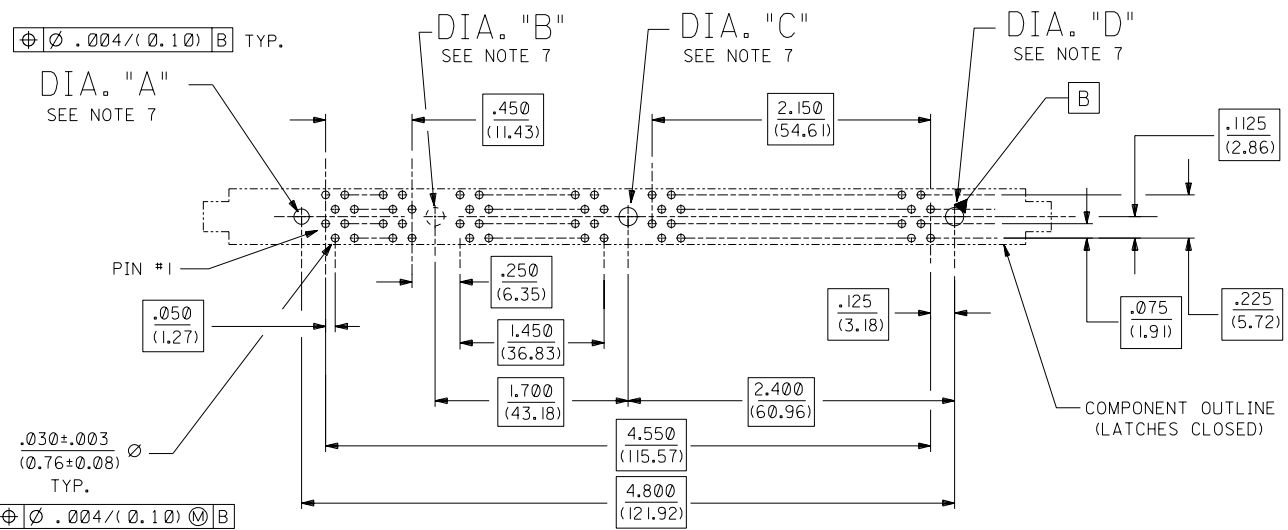 ⌖ Ø .004/(0.10) B TYP.
DIA. "A"
SEE NOTE 7
DIA. "B"
SEE NOTE 7
DIA. "C"
SEE NOTE 7
DIA. "D"
SEE NOTE 7
B
.450
(11.43)
2.150
(54.61)
.1125
(2.86)
PIN #1
.050
(1.27)
.250
(6.35)
1.450
(36.83)
.125
(3.18)
.075
(1.91)
.225
(5.72)
1.700
(43.18)
2.400
(60.96)
COMPONENT OUTLINE
(LATCHES CLOSED)
4.550
(115.57)
4.800
(121.92)
.030±.003
(0.76±0.08) Ø
TYP.
⌖ Ø .004/(0.10) Ⓜ B